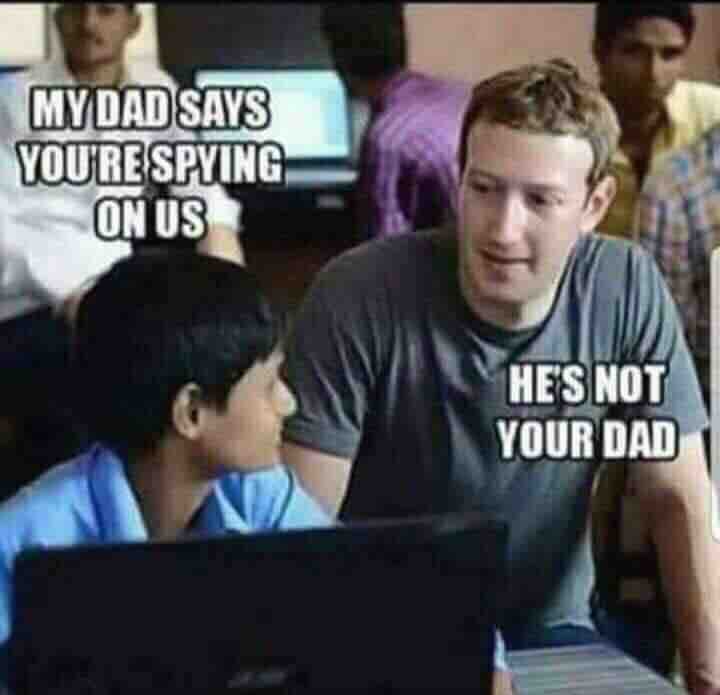 MY DAD SAYS
YOU'RE SPYING
ON US
HE'S NOT
YOUR DAD